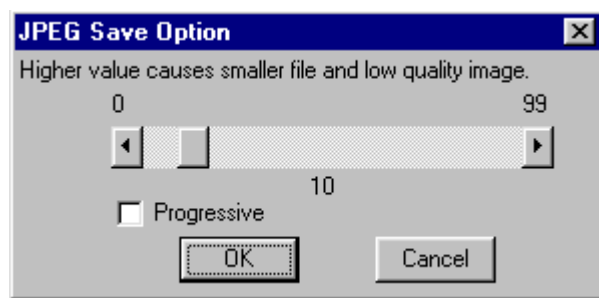 JPEG Save Option
Higher value causes smaller file and low quality image.
0 99
10
Progressive
OK Cancel